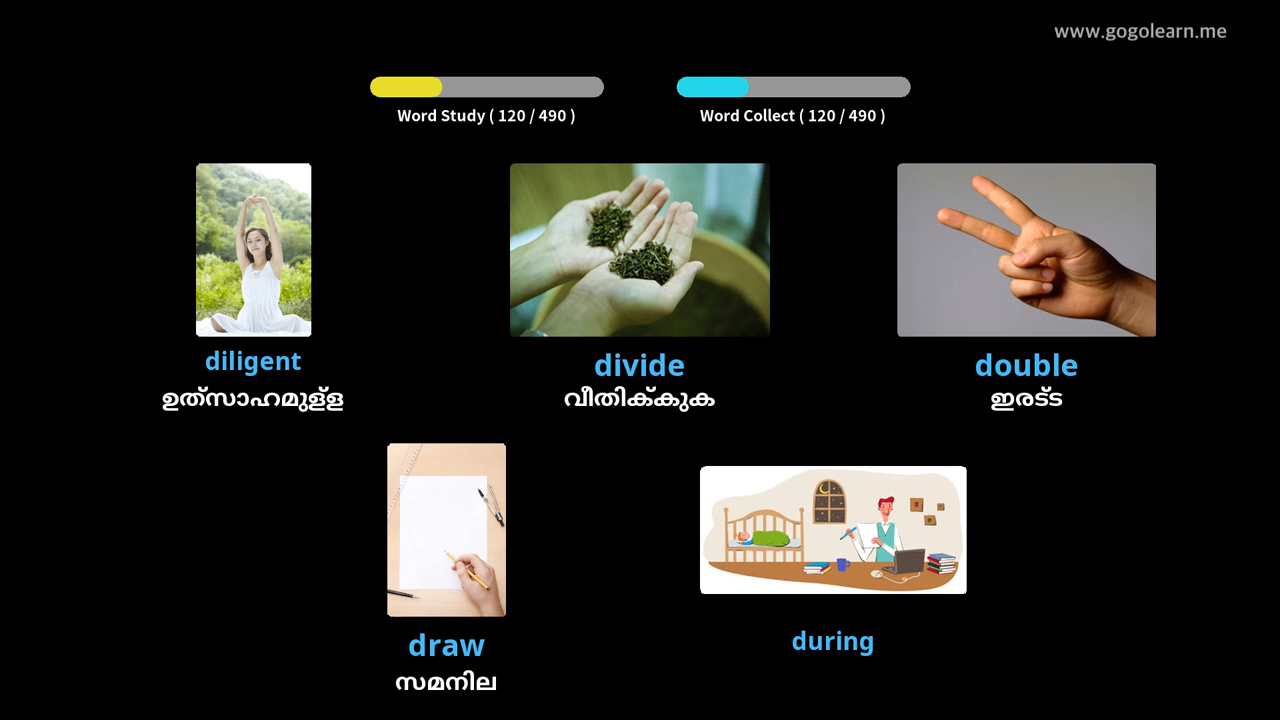 www.gogolearn.me
Word Study ( 120 / 490 )
Word Collect ( 120 / 490 )
diligent
ഉത്സാഹമുള്ള
divide
വീതിക്കുക
double
ഇരട്ട
draw
സമനില
during